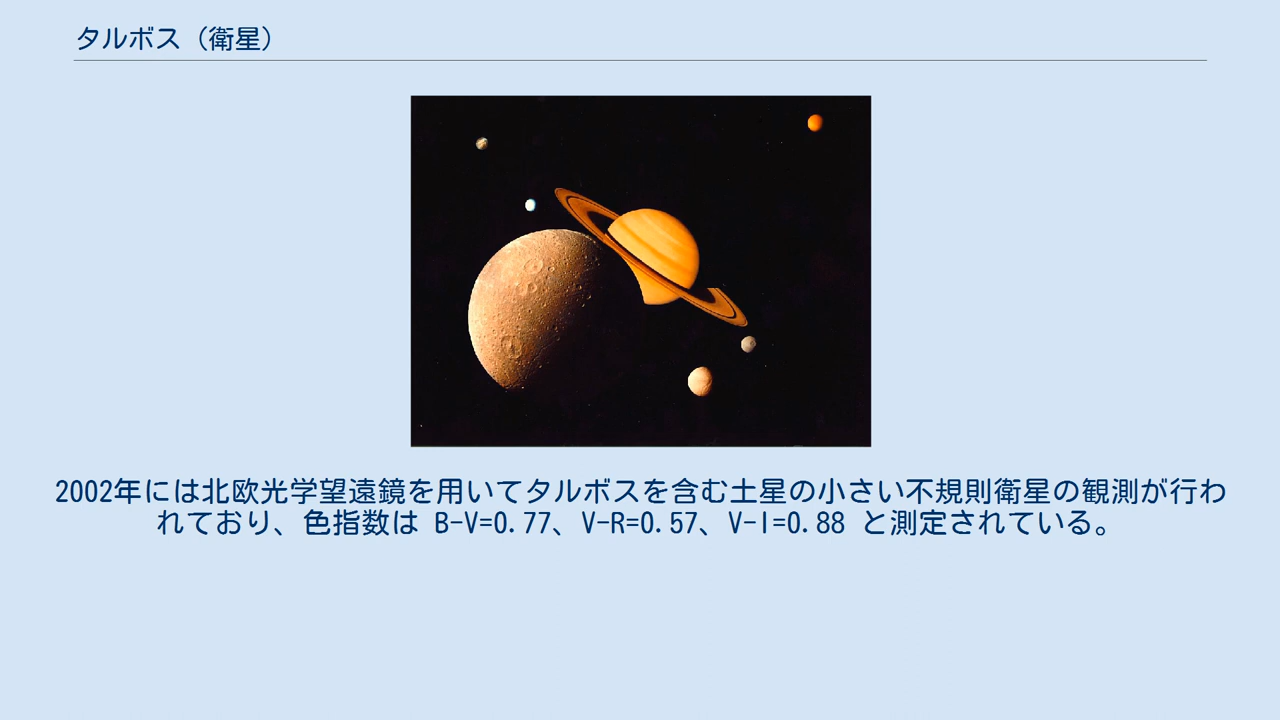 タルボス（衛星）
2002年には北欧光学望遠鏡を用いてタルボスを含む土星の小さい不規則衛星の観測が行わ
れており、色指数は B-V=0.77、V-R=0.57、V-I=0.88 と測定されている。